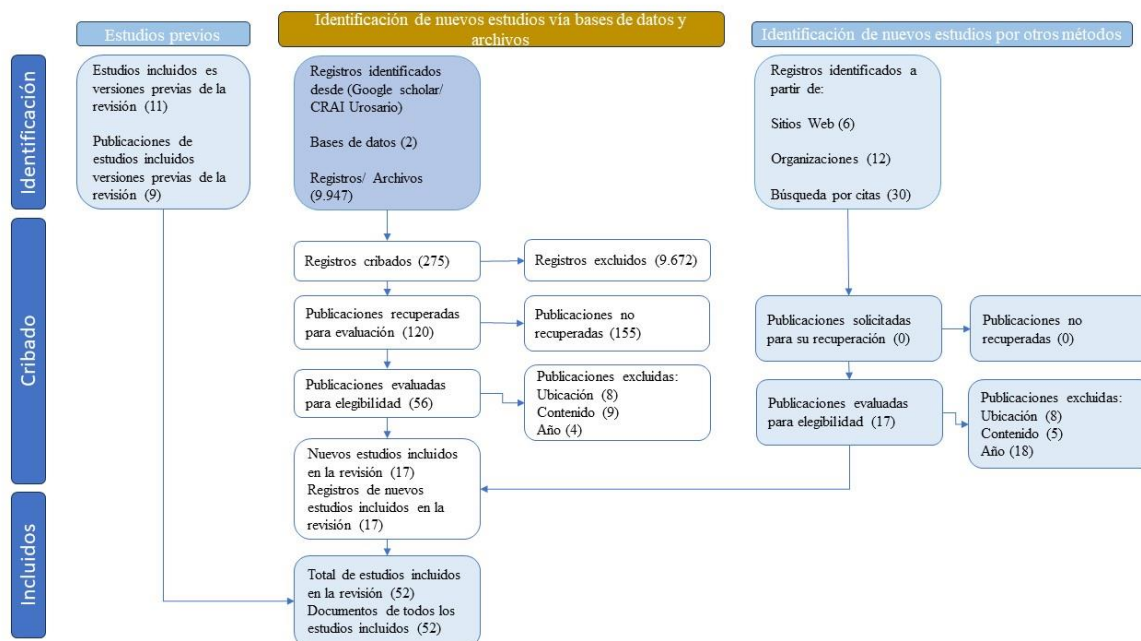 Estudios previos
Identificación de nuevos estudios vía bases de datos y
archivos
Identificación de nuevos estudios por otros métodos
Identificación
Estudios incluidos es
versiones previas de la
revisión (11)
Publicaciones de
estudios incluidos
versiones previas de la
revisión (9)
Registros identificados
desde (Google scholar/
CRAI Urosario)
Bases de datos (2)
Registros/ Archivos
(9.947)
Registros identificados a
partir de:
Sitios Web (6)
Organizaciones (12)
Búsqueda por citas (30)
Cribado
Registros cribados (275)
Registros excluidos (9.672)
Publicaciones recuperadas
para evaluación (120)
Publicaciones no
recuperadas (155)
Publicaciones solicitadas
para su recuperación (0)
Publicaciones no
recuperadas (0)
Publicaciones evaluadas
para elegibilidad (56)
Publicaciones excluidas:
Ubicación (8)
Contenido (9)
Año (4)
Publicaciones evaluadas
para elegibilidad (17)
Publicaciones excluidas:
Ubicación (8)
Contenido (5)
Año (18)
Nuevos estudios incluidos
en la revisión (17)
Registros de nuevos
estudios incluidos en la
revisión (17)
Incluidos
Total de estudios incluidos
en la revisión (52)
Documentos de todos los
estudios incluidos (52)